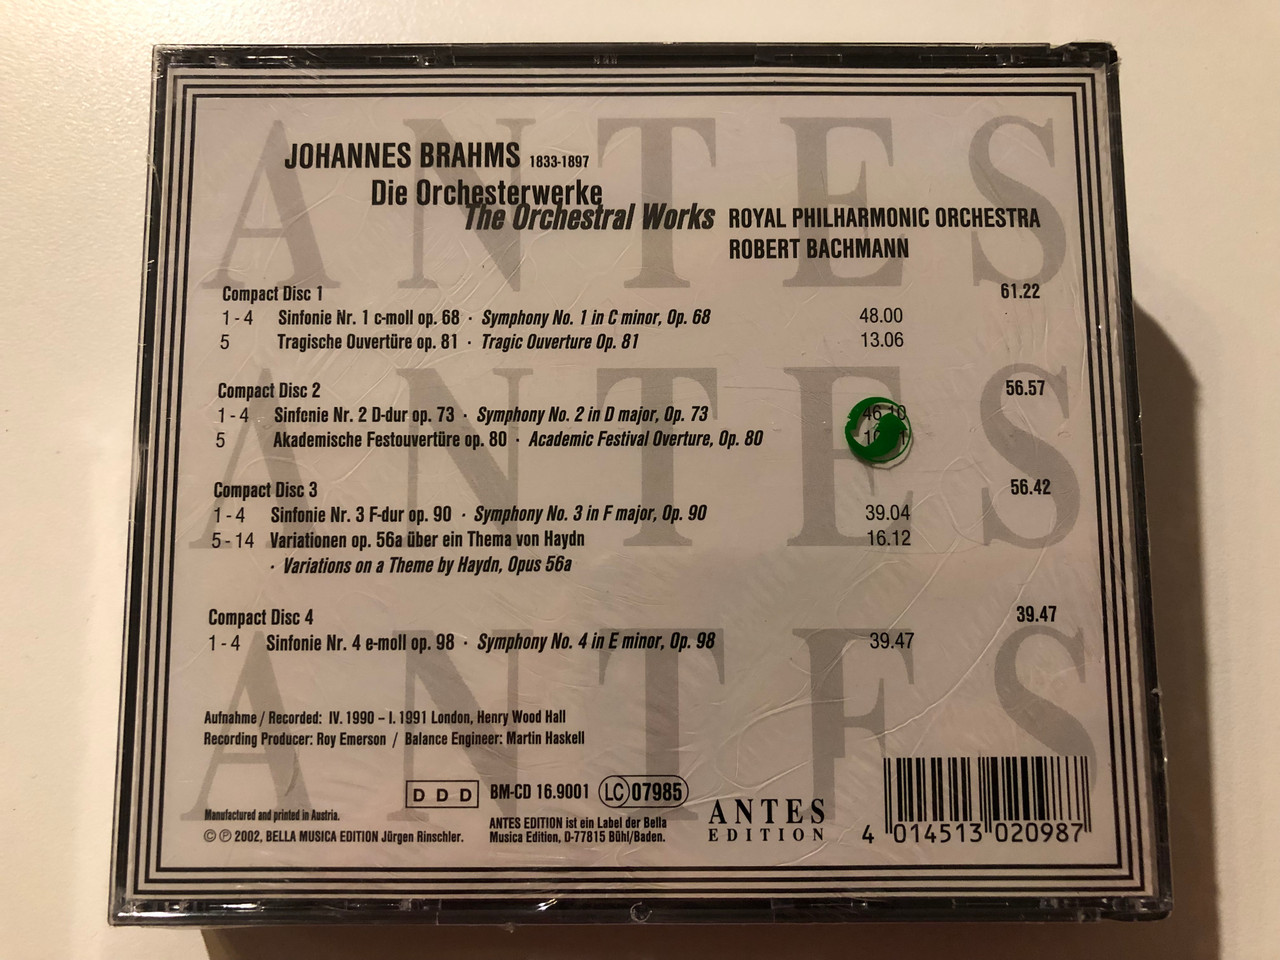 ANTES
JOHANNES BRAHMS 1833-1897
Die Orchesterwerke
The Orchestral Works ROYAL PHILHARMONIC ORCHESTRA
ROBERT BACHMANN
Compact Disc 1 61.22
1 - 4 Sinfonie Nr. 1 c-moll op. 68 · Symphony No. 1 in C minor, Op. 68 48.00
5 Tragische Ouvertüre op. 81 · Tragic Ouverture Op. 81 13.06
ANTES
Compact Disc 2 56.57
1 - 4 Sinfonie Nr. 2 D-dur op. 73 · Symphony No. 2 in D major, Op. 73 46.10
5 Akademische Festouvertüre op. 80 · Academic Festival Overture, Op. 80
Compact Disc 3 56.42
1 - 4 Sinfonie Nr. 3 F-dur op. 90 · Symphony No. 3 in F major, Op. 90 39.04
5 - 14 Variationen op. 56a über ein Thema von Haydn 16.12
· Variations on a Theme by Haydn, Opus 56a
Compact Disc 4 39.47
1 - 4 Sinfonie Nr. 4 e-moll op. 98 · Symphony No. 4 in E minor, Op. 98 39.47
ANTES
Aufnahme / Recorded: IV. 1990 – I. 1991 London, Henry Wood Hall
Recording Producer: Roy Emerson / Balance Engineer: Martin Haskell
DDD BM-CD 16.9001 LC 07985
Manufactured and printed in Austria.
© ℗ 2002, BELLA MUSICA EDITION Jürgen Rinschler.
ANTES EDITION ist ein Label der Bella
Musica Edition, D-77815 Bühl/Baden.
ANTES
EDITION
4 014513 020987